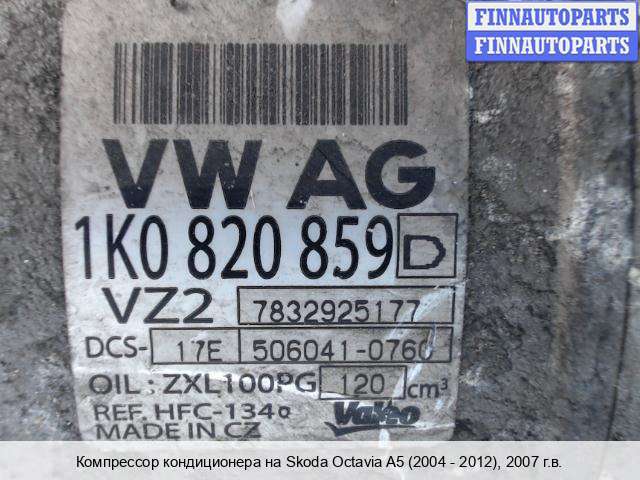 FINNAUTOPARTS
FINNAUTOPARTS
VW AG
1K0 820 859 D
VZ2 7832925177
DCS- 17E 506041-0760
OIL : ZXL100PG 120 cm³
REF. HFC-134a Valeo
MADE IN CZ
Компрессор кондиционера на Skoda Octavia A5 (2004 - 2012), 2007 г.в.